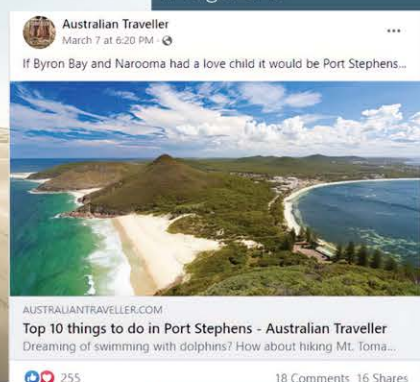 Australian Traveller
March 7 at 6:20 PM ·
...
If Byron Bay and Narooma had a love child it would be Port Stephens...
AUSTRALIANTRAVELLER.COM
Top 10 things to do in Port Stephens - Australian Traveller
Dreaming of swimming with dolphins? How about hiking Mt. Toma...
255
18 Comments 16 Shares